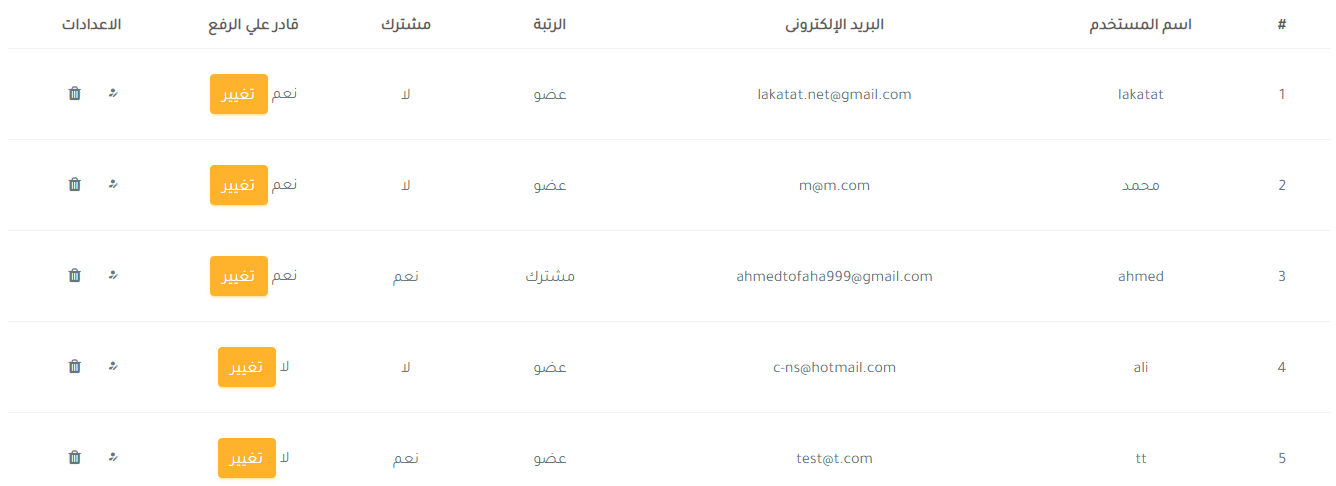 # اسم المستخدم البريد الإلكترونى الرتبة مشترك قادر علي الرفع الاعدادات
1 lakatat lakatat.net@gmail.com عضو لا نعم تغيير
2 محمد m@m.com عضو لا نعم تغيير
3 ahmed ahmedtofaha999@gmail.com مشترك نعم نعم تغيير
4 ali c-ns@hotmail.com عضو لا لا تغيير
5 tt test@t.com عضو نعم لا تغيير